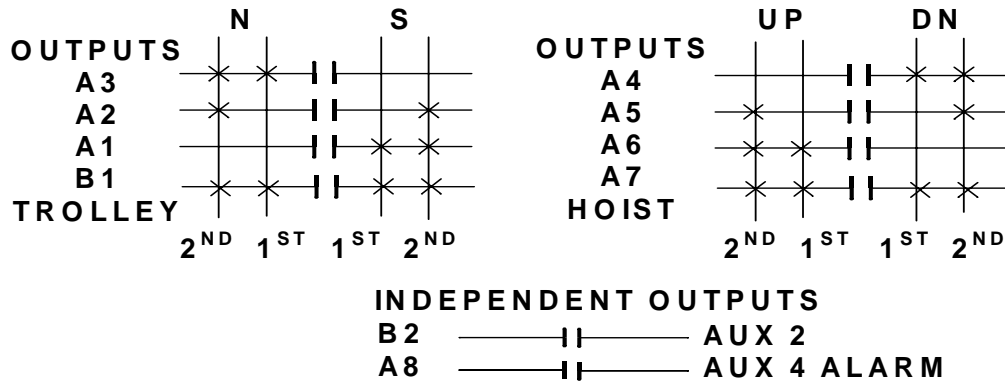 N S
OUTPUTS
A3
A2
A1
B1
TROLLEY
2ND 1ST 1ST 2ND
UP DN
OUTPUTS
A4
A5
A6
A7
HOIST
2ND 1ST 1ST 2ND
INDEPENDENT OUTPUTS
B2 AUX 2
A8 AUX 4 ALARM